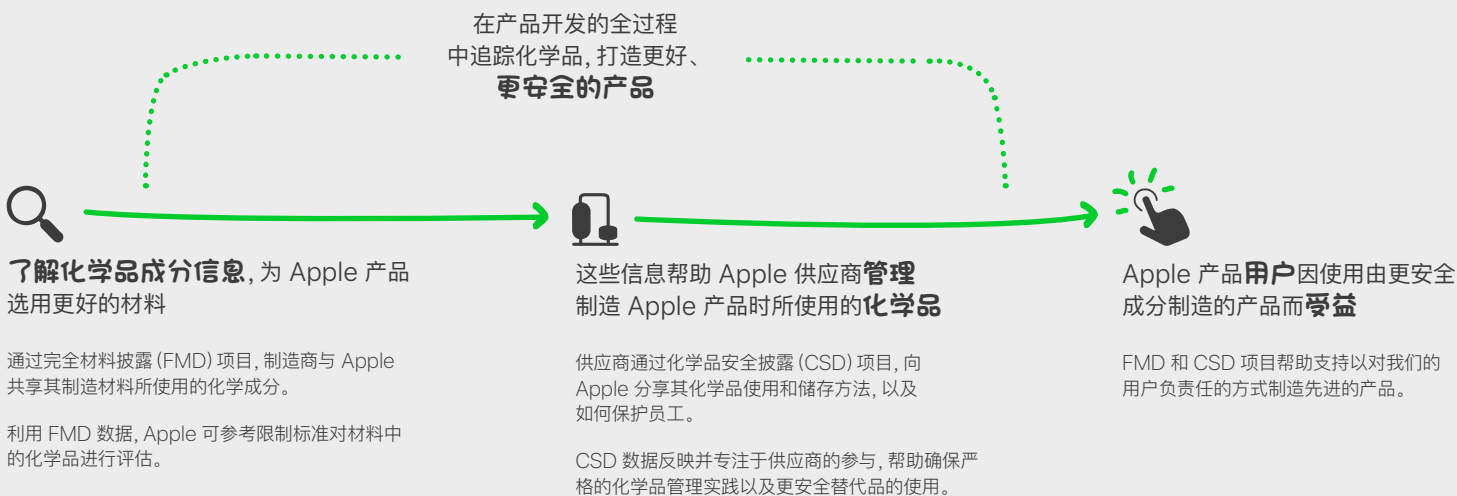 在产品开发的全过程
中追踪化学品，打造更好、
更安全的产品
了解化学品成分信息，为 Apple 产品
选用更好的材料
通过完全材料披露 (FMD) 项目，制造商与 Apple
共享其制造材料所使用的化学成分。
利用 FMD 数据，Apple 可参考限制标准对材料中
的化学品进行评估。
这些信息帮助 Apple 供应商管理
制造 Apple 产品时所使用的化学品
供应商通过化学品安全披露 (CSD) 项目，向
Apple 分享其化学品使用和储存方法，以及
如何保护员工。
CSD 数据反映并专注于供应商的参与，帮助确保严
格的化学品管理实践以及更安全替代品的使用。
Apple 产品用户因使用由更安全
成分制造的产品而受益
FMD 和 CSD 项目帮助支持以对我们的
用户负责任的方式制造先进的产品。